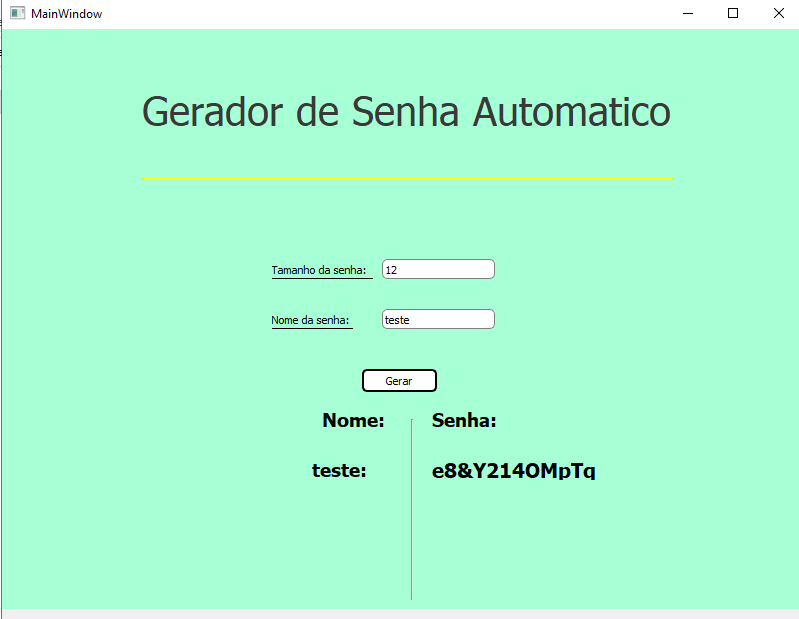 MainWindow
Gerador de Senha Automatico
Tamanho da senha: 12
Nome da senha: teste
Gerar
Nome: Senha:
teste: e8&Y214OMpTq